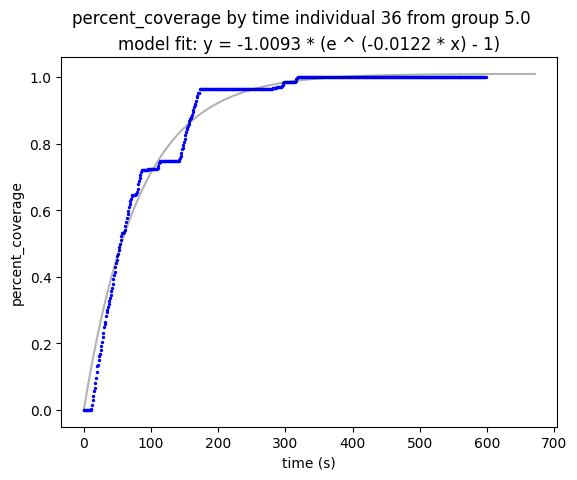 percent_coverage by time individual 36 from group 5.0
model fit: y = -1.0093 * (e ^ (-0.0122 * x) - 1)
1.0
0.8
0.6
0.4
0.2
0.0
percent_coverage
0 100 200 300 400 500 600 700
time (s)